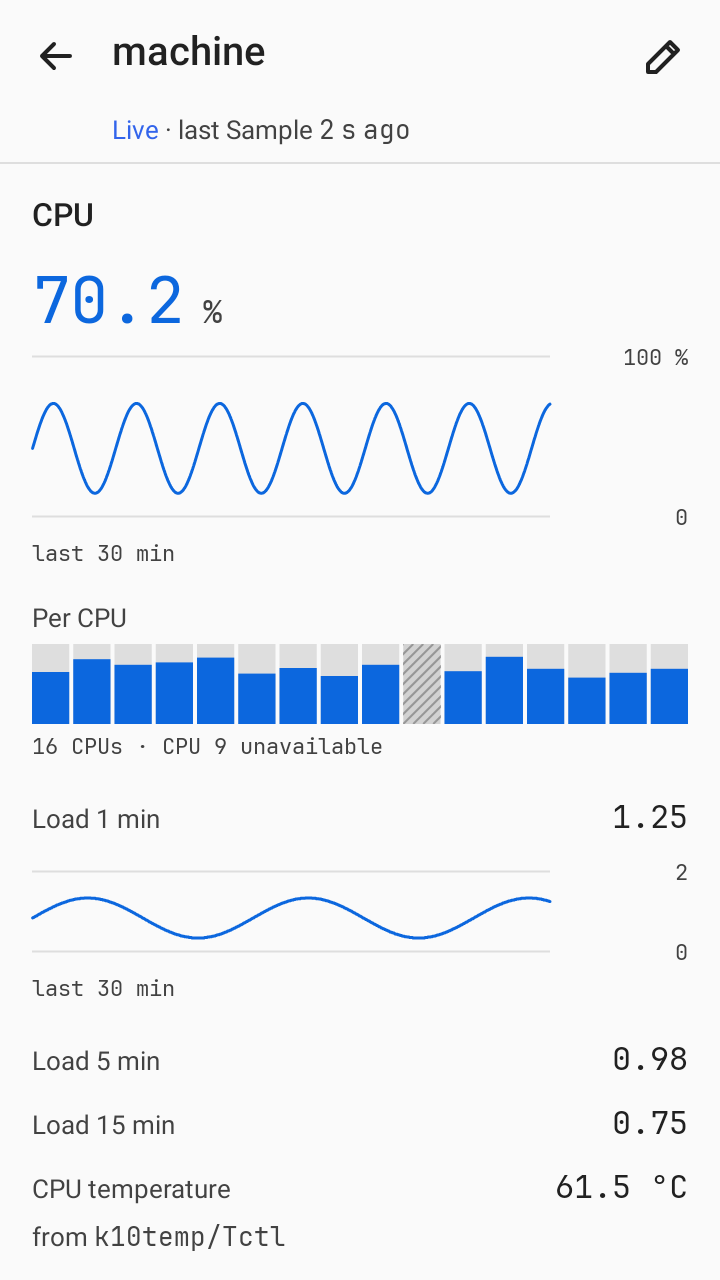 machine
Live · last Sample 2 s ago
CPU
70.2 %
100 %
0
last 30 min
Per CPU
16 CPUs · CPU 9 unavailable
Load 1 min 1.25
2
0
last 30 min
Load 5 min 0.98
Load 15 min 0.75
CPU temperature 61.5 °C
from k10temp/Tctl